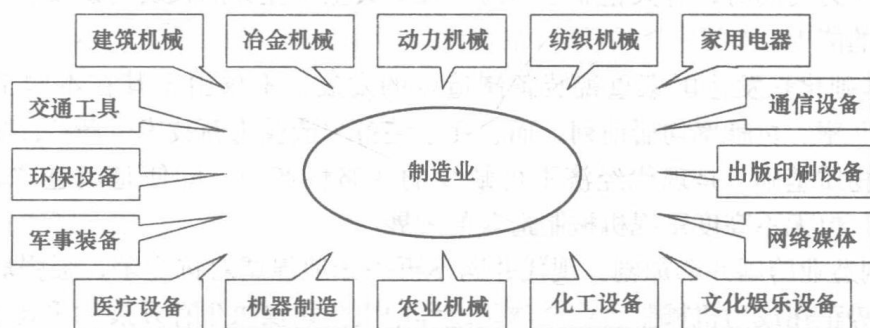 建筑机械 冶金机械 动力机械 纺织机械 家用电器
交通工具 通信设备
制造业
环保设备 出版印刷设备
军事装备 网络媒体
医疗设备 机器制造 农业机械 化工设备 文化娱乐设备